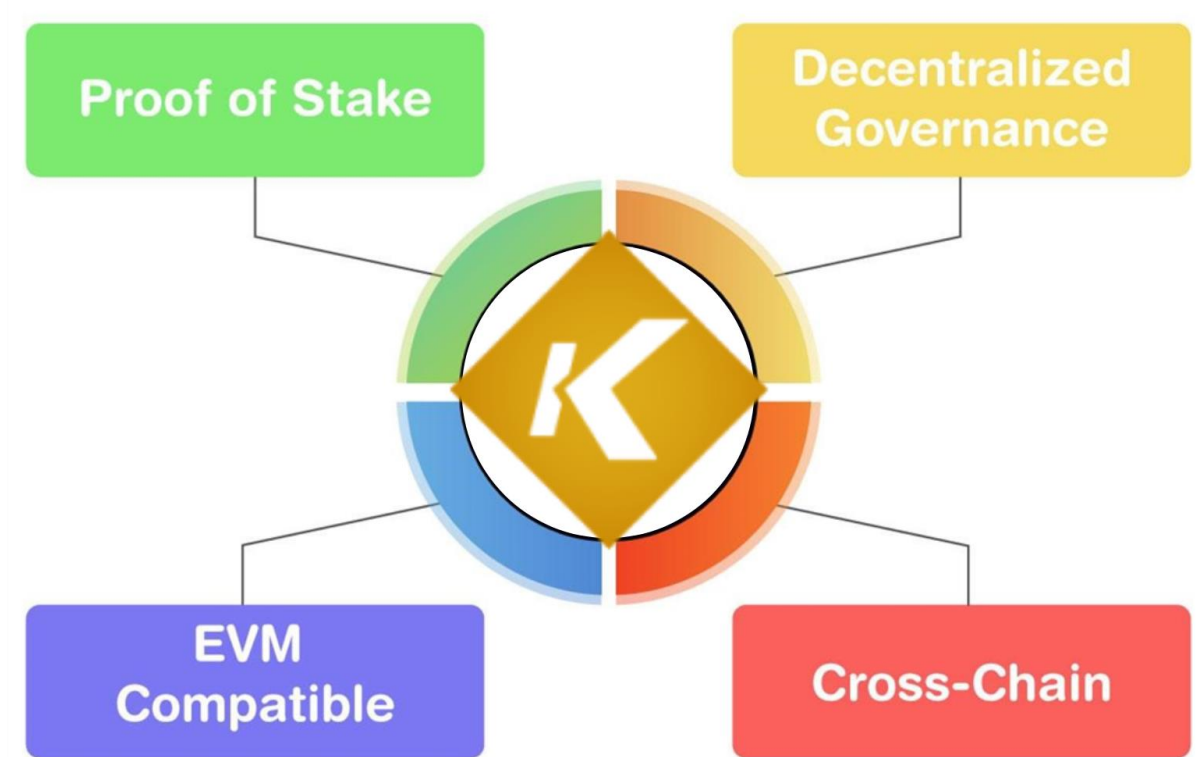 Proof of Stake
Decentralized
Governance
K
EVM
Compatible
Cross-Chain